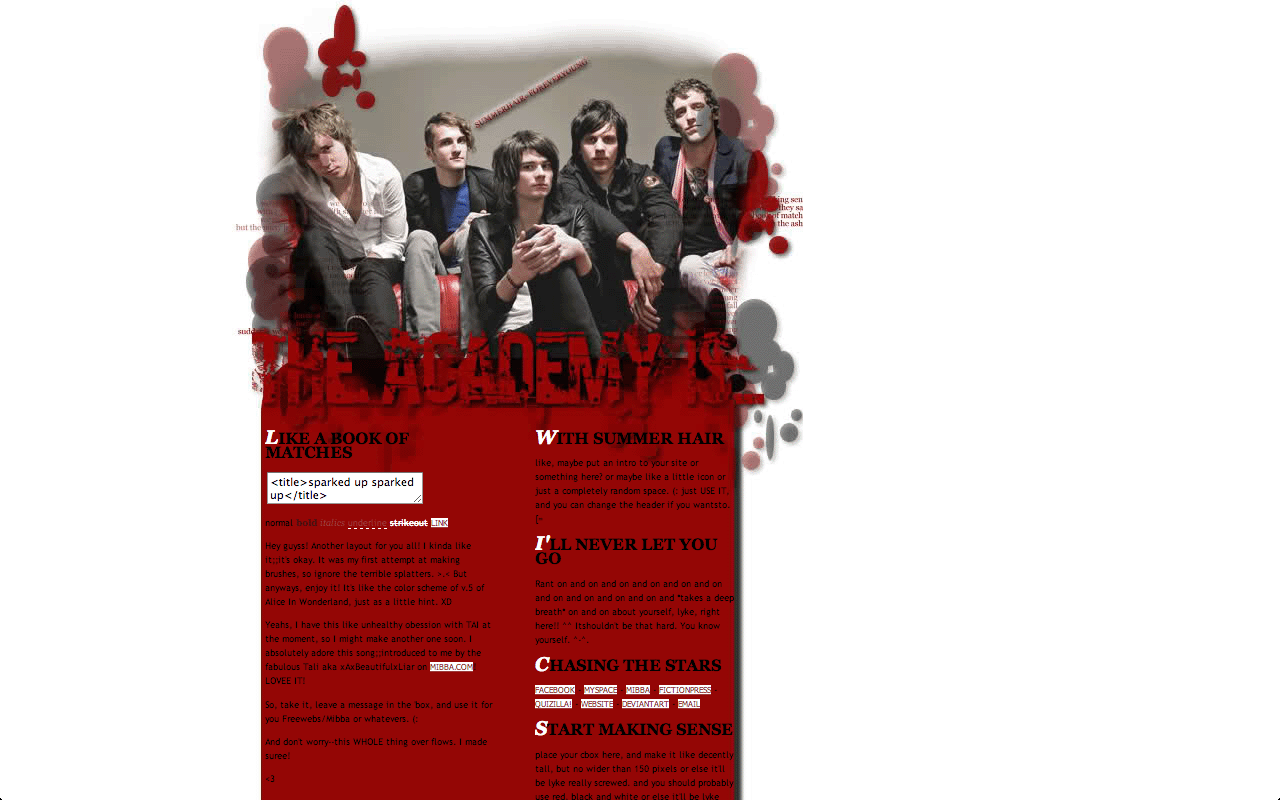 SUMMERHAIR=FOREVERYOUNG
THE ACADEMY IS...
LIKE A BOOK OF
MATCHES
<title>sparked up sparked
up</title>
normal bold italics underline strikeout LINK
Hey guyss! Another layout for you all! I kinda like
it;;it's okay. It was my first attempt at making
brushes, so ignore the terrible splatters. >.< But
anyways, enjoy it! It's like the color scheme of v.5 of
Alice in Wonderland, just as a little hint. XD
Yeahs, I have this like unhealthy obession with TAI at
the moment, so I might make another one soon. I
absolutely adore this song;;introduced to me by the
fabulous Tali aka xAxBeautifulxLiar on MIBBA.COM!
LOVEE IT!
So, take it, leave a message in the box, and use it for
you Freewebs/Mibba or whatevers. (:
And don't worry--this WHOLE thing over flows. I made
suree!
<3
WITH SUMMER HAIR
like, maybe put an intro to your site or
something here? or maybe like a little icon or
just a completely random space. (: just USE IT,
and you can change the header if you wantsto.
[=
I'LL NEVER LET YOU
GO
Rant on and on and on and on and on and on
and on and on and on and on and *takes a deep
breath* on and on about yourself, lyke, right
here!! ^^ Itshouldn't be that hard. You know
yourself. ^-^.
CHASING THE STARS
FACEBOOK - MYSPACE - MIBBA - FICTIONPRESS -
QUIZILLA! - WEBSITE - DEVIANTART - EMAIL
START MAKING SENSE
place your cbox here, and make it like decently
tall, but no wider than 150 pixels or else it'll
be lyke really screwed, and you should probably
use red, black and white or else it'll be lyke